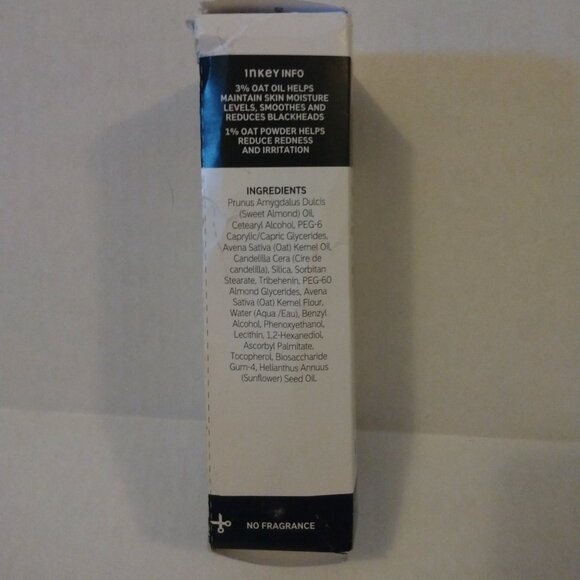 INKEY INFO
3% OAT OIL HELPS
MAINTAIN SKIN MOISTURE
LEVELS, SMOOTHES AND
REDUCES BLACKHEADS
1% OAT POWDER HELPS
REDUCE REDNESS
AND IRRITATION
INGREDIENTS
Prunus Amygdalus Dulcis
(Sweet Almond) Oil,
Cetearyl Alcohol, PEG-6
Caprylic/Capric Glycerides,
Avena Sativa (Oat) Kernel Oil,
Candelilla Cera (Cire de
candelilla), Silica, Sorbitan
Stearate, Tribehenin, PEG-60
Almond Glycerides, Avena
Sativa (Oat) Kernel Flour,
Water (Aqua /Eau), Benzyl
Alcohol, Phenoxyethanol,
Lecithin, 1,2-Hexanediol,
Ascorbyl Palmitate,
Tocopherol, Biosaccharide
Gum-4, Helianthus Annuus
(Sunflower) Seed Oil.
NO FRAGRANCE